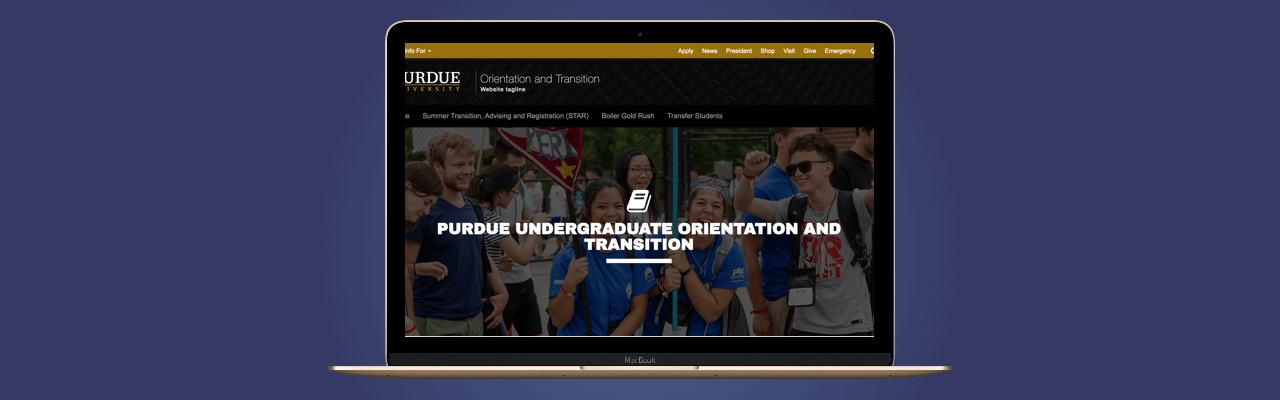 Info For
Apply News President Shop Visit Give Emergency
URDUE
IVERSITY
Orientation and Transition
Website tagline
e Summer Transition, Advising and Registration (STAR) Boiler Gold Rush Transfer Students
PURDUE UNDERGRADUATE ORIENTATION AND
TRANSITION
MacBook